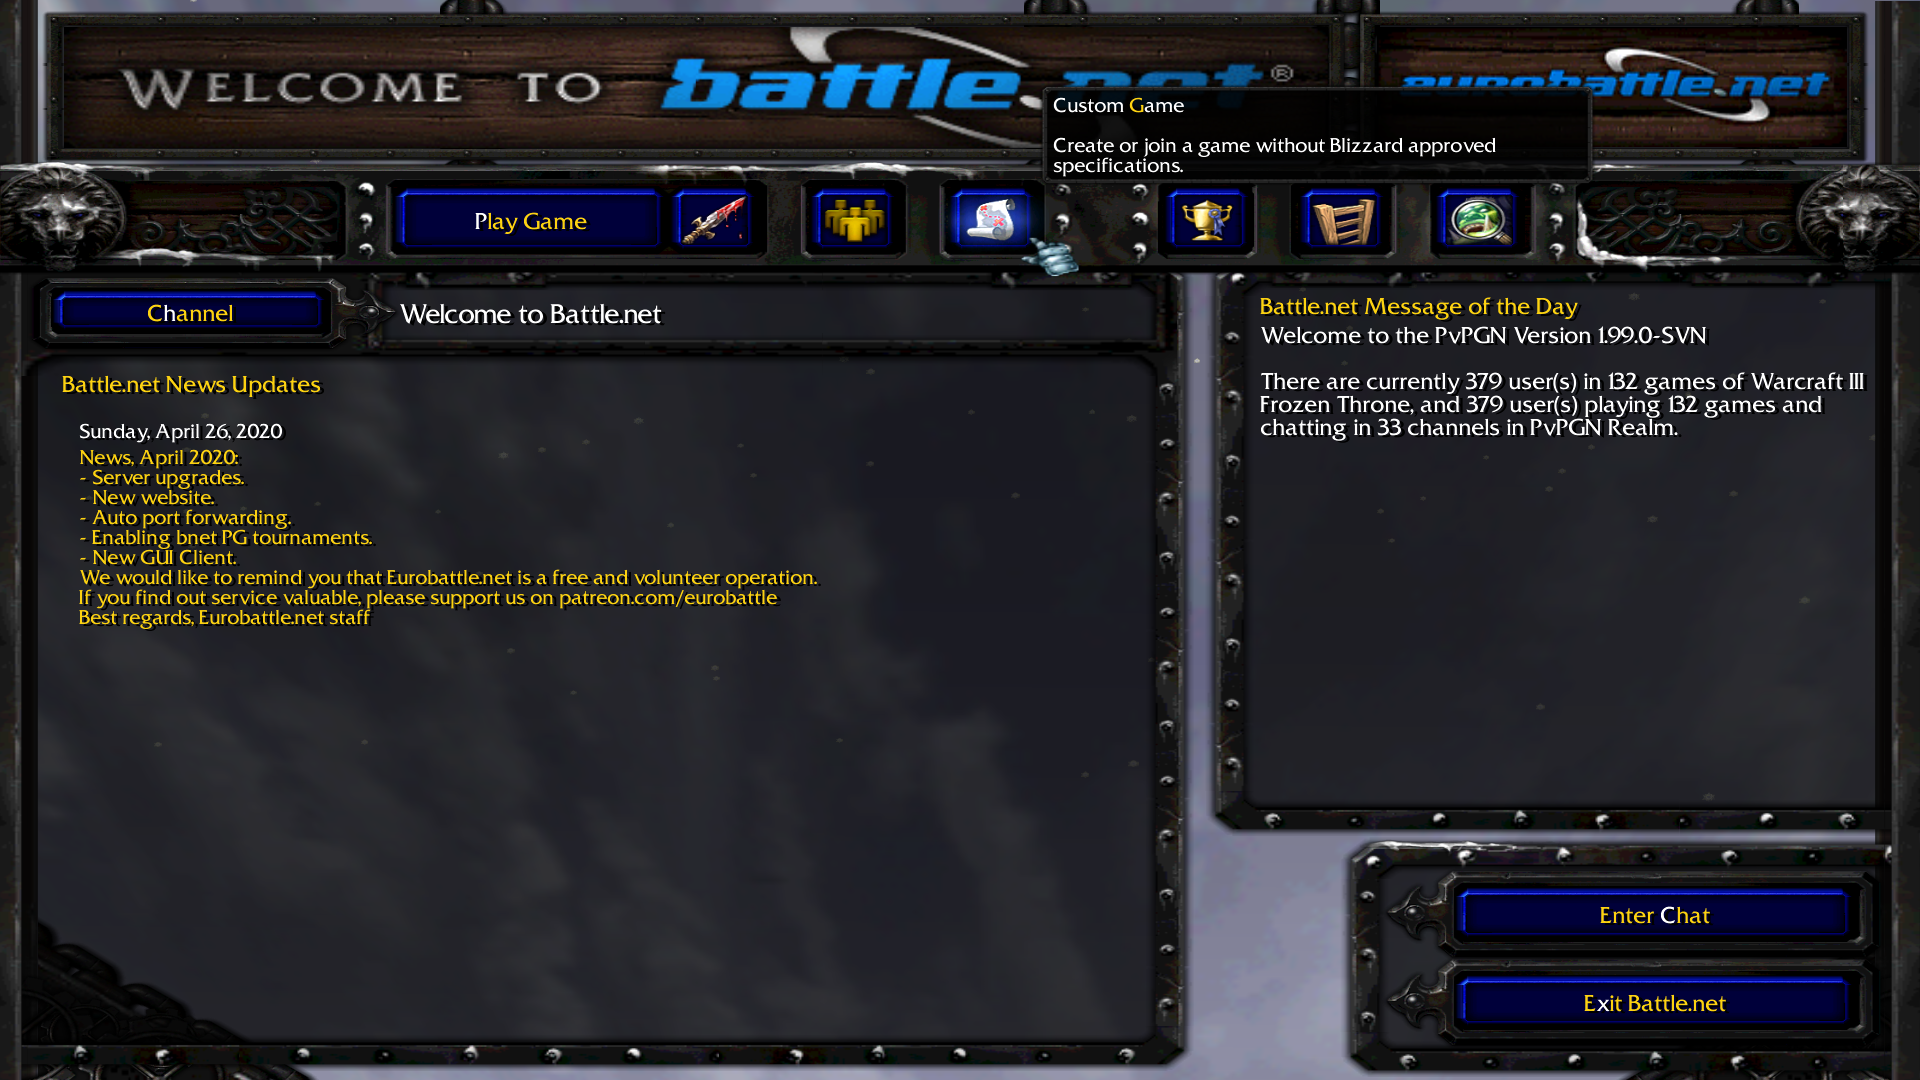 WELCOME TO battle.net®
eurobattle.net
Custom Game
Create or join a game without Blizzard approved
specifications.
Play Game
Channel
Welcome to Battle.net
Battle.net News Updates
Sunday, April 26, 2020
News, April 2020:
- Server upgrades.
- New website.
- Auto port forwarding.
- Enabling bnet PG tournaments.
- New GUI Client.
We would like to remind you that Eurobattle.net is a free and volunteer operation.
If you find out service valuable, please support us on patreon.com/eurobattle
Best regards, Eurobattle.net staff
Battle.net Message of the Day
Welcome to the PvPGN Version 1.99.0-SVN
There are currently 379 user(s) in 132 games of Warcraft III
Frozen Throne, and 379 user(s) playing 132 games and
chatting in 33 channels in PvPGN Realm.
Enter Chat
Exit Battle.net